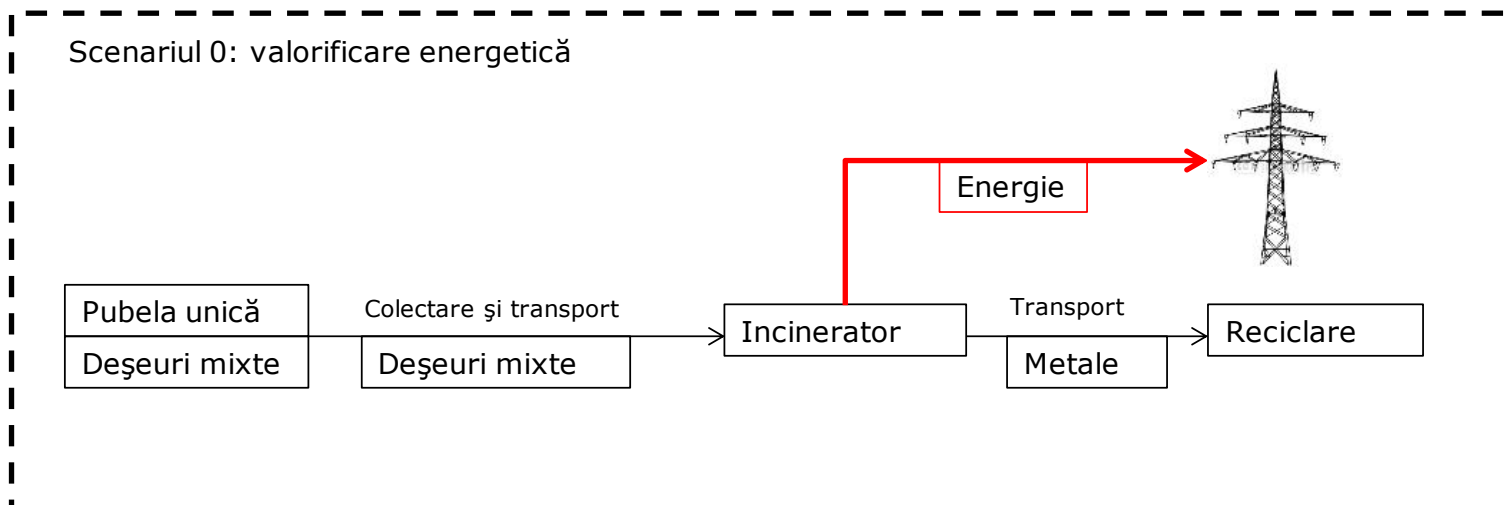 Scenariul 0: valorificare energetică
Energie
Pubela unică
Deşeuri mixte
Colectare şi transport
Deşeuri mixte
Incinerator
Transport
Metale
Reciclare